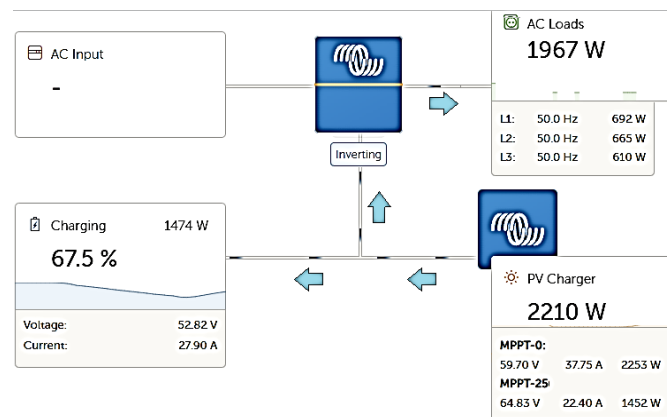 AC Input
-
AC Loads
1967 W
L1: 50.0 Hz 692 W
L2: 50.0 Hz 665 W
L3: 50.0 Hz 610 W
Inverting
Charging 1474 W
67.5 %
Voltage: 52.82 V
Current: 27.90 A
PV Charger
2210 W
MPPT-0:
59.70 V 37.75 A 2253 W
MPPT-25
64.83 V 22.40 A 1452 W